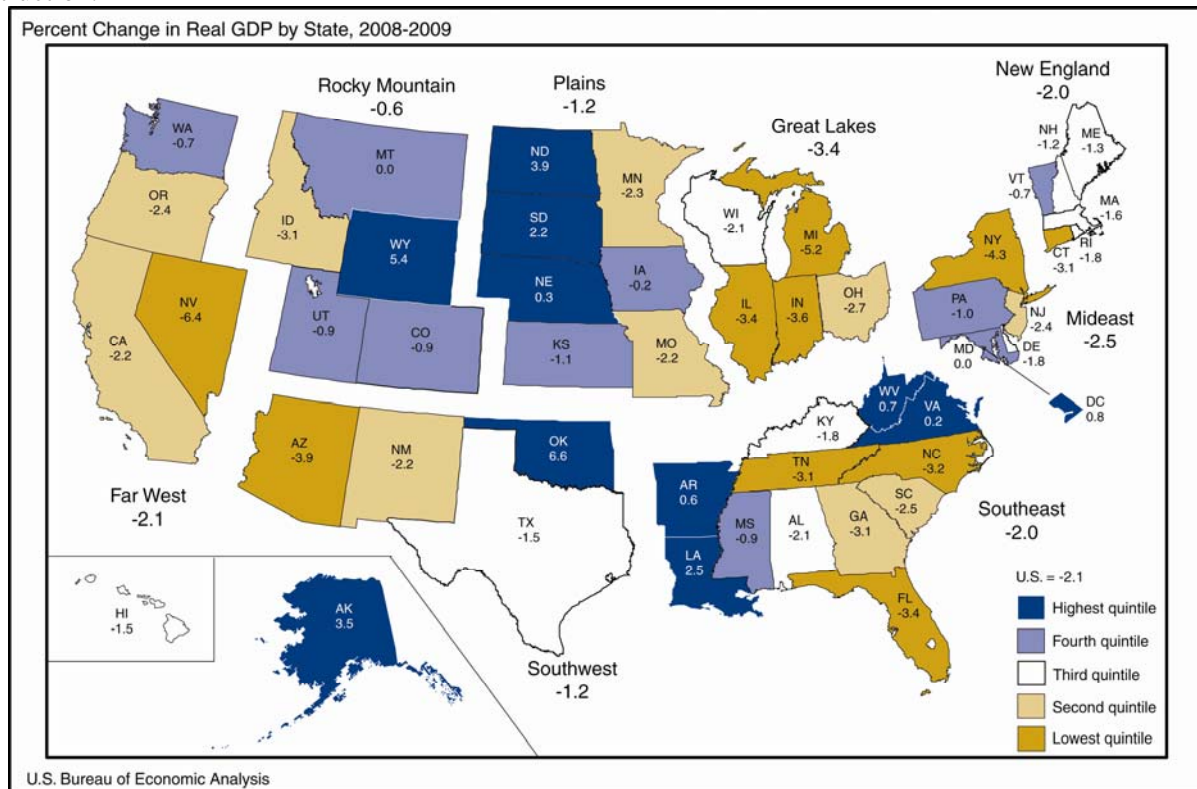 Percent Change in Real GDP by State, 2008-2009
Rocky Mountain
-0.6
Plains
-1.2
Great Lakes
-3.4
New England
-2.0
WA
-0.7
OR
-2.4
CA
-2.2
NV
-6.4
ID
-3.1
MT
0.0
WY
5.4
UT
-0.9
CO
-0.9
ND
3.9
SD
2.2
NE
0.3
KS
-1.1
MN
-2.3
IA
-0.2
MO
-2.2
WI
-2.1
MI
-5.2
IL
-3.4
IN
-3.6
OH
-2.7
NH
-1.2
ME
-1.3
VT
-0.7
MA
-1.6
RI
-1.8
CT
-3.1
NY
-4.3
PA
-1.0
NJ
-2.4
Mideast
-2.5
MD
0.0
DE
-1.8
DC
0.8
AZ
-3.9
NM
-2.2
OK
6.6
TX
-1.5
AR
0.6
LA
2.5
MS
-0.9
AL
-2.1
GA
-3.1
SC
-2.5
NC
-3.2
TN
-3.1
KY
-1.8
WV
0.7
VA
0.2
FL
-3.4
Far West
-2.1
Southwest
-1.2
Southeast
-2.0
HI
-1.5
AK
3.5
U.S. = -2.1
Highest quintile
Fourth quintile
Third quintile
Second quintile
Lowest quintile
U.S. Bureau of Economic Analysis